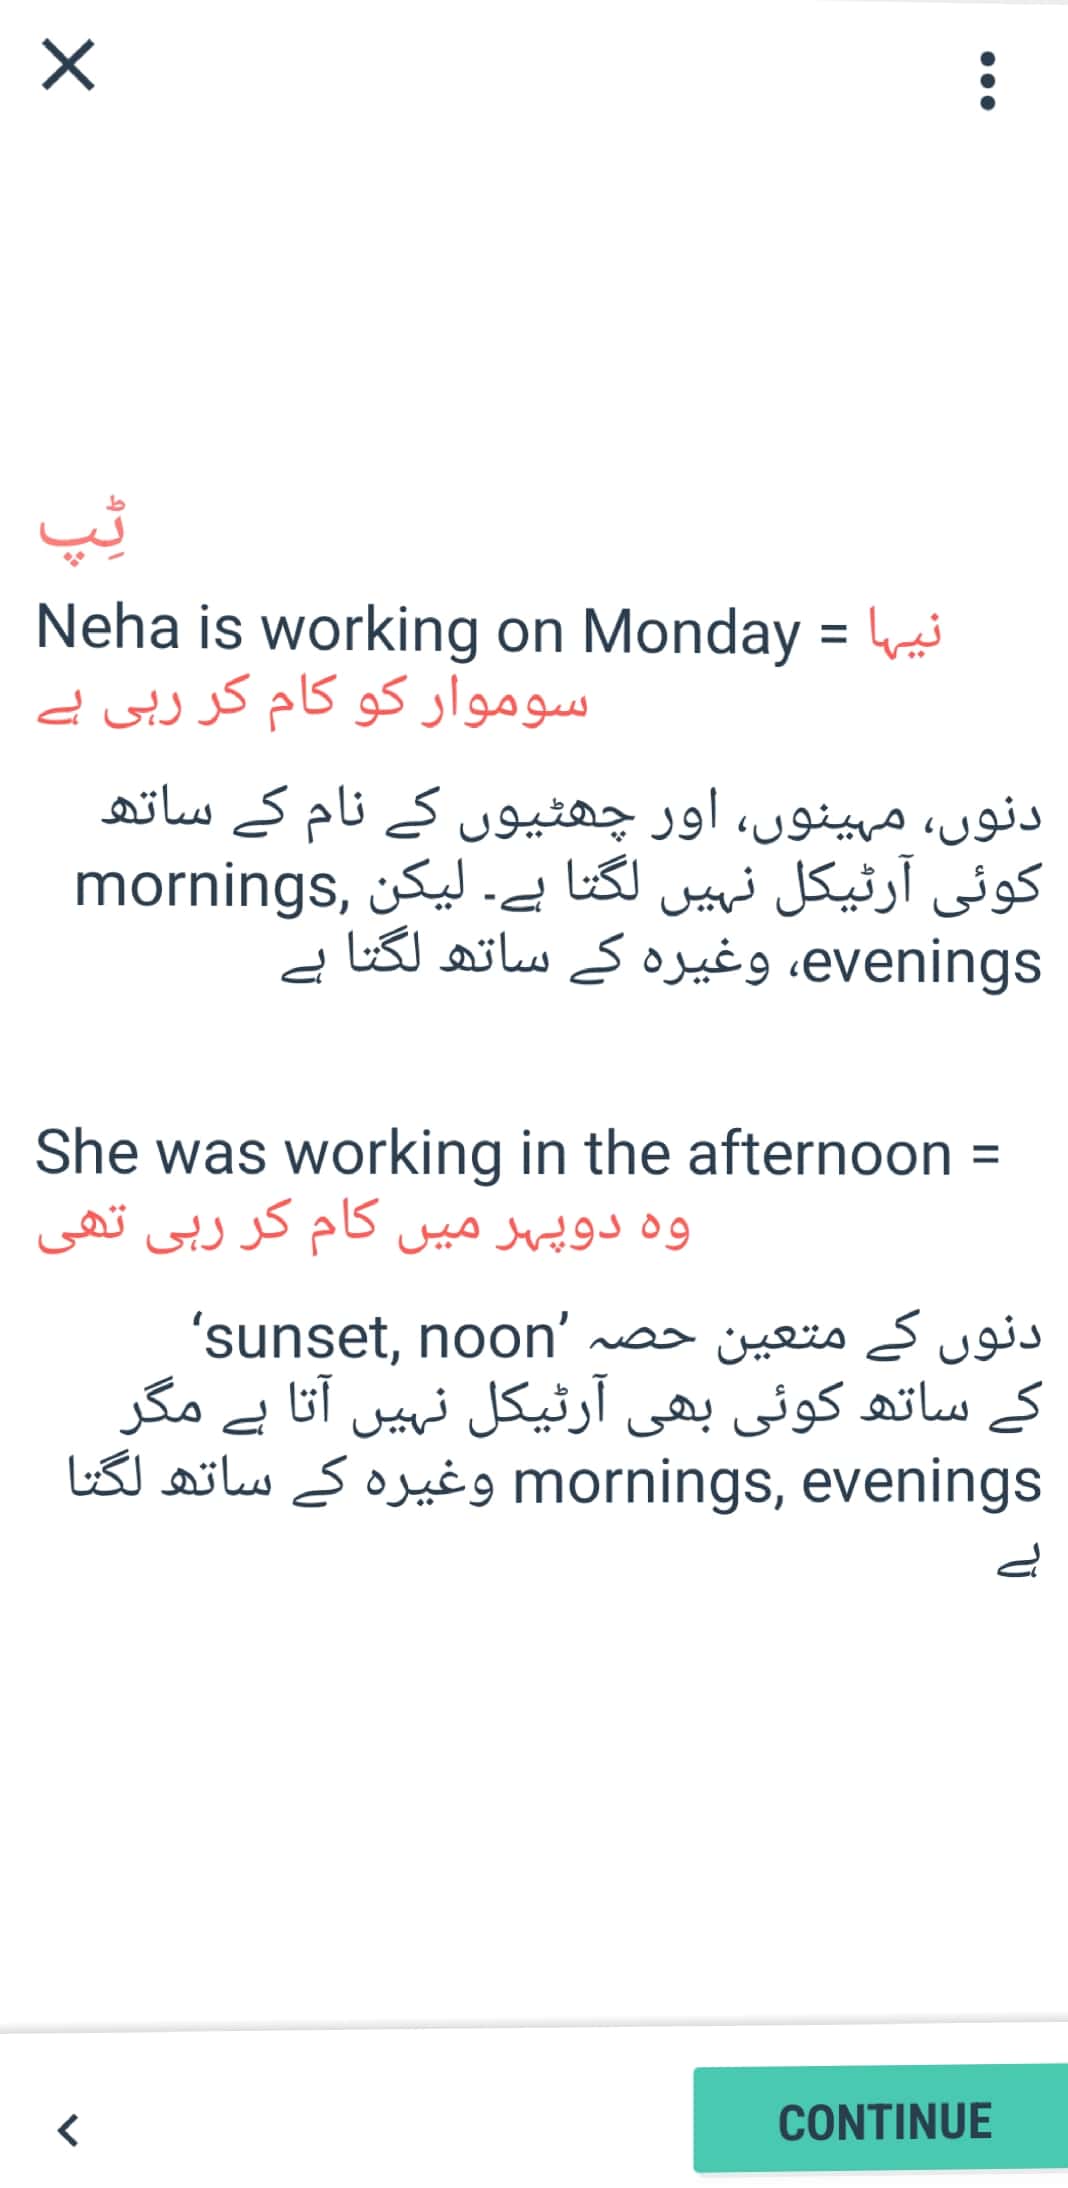 ٹِپ
Neha is working on Monday = نیہا
سوموار کو کام کر رہی ہے
دنوں، مہینوں، اور چھٹیوں کے نام کے ساتھ
کوئی آرٹیکل نہیں لگتا ہے۔ لیکن mornings,
evenings، وغیرہ کے ساتھ لگتا ہے
She was working in the afternoon =
وہ دوپہر میں کام کر رہی تھی
دنوں کے متعین حصہ ‘sunset, noon’
کے ساتھ کوئی بھی آرٹیکل نہیں آتا ہے مگر
mornings, evenings وغیرہ کے ساتھ لگتا
ہے
CONTINUE